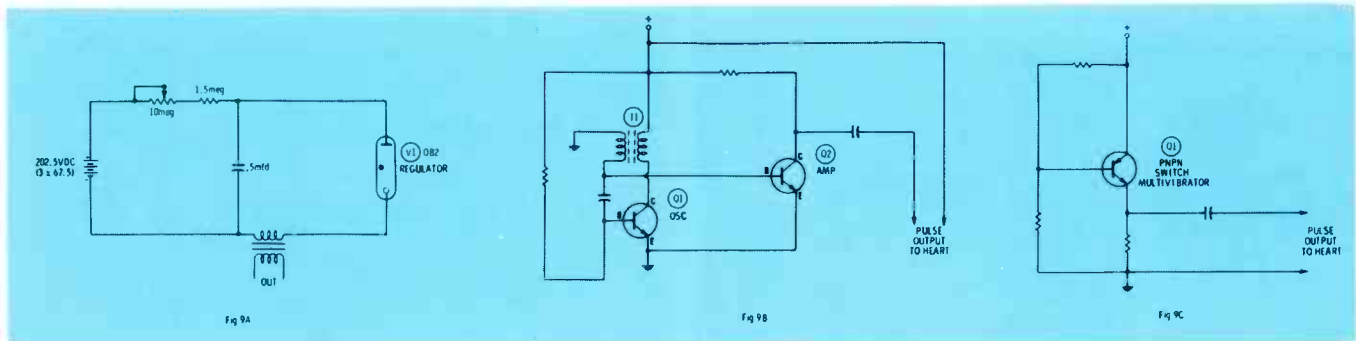 10meg
1.5meg
202.5VDC
(3 x 67.5)
.5mfd
V1 OB2
REGULATOR
OUT
Fig 9A
+
T1
B
C
E
Q1
OSC
B
C
E
Q2
AMP
PULSE
OUTPUT
TO HEART
Fig 9B
+
Q1
PNPN
SWITCH
MULTIVIBRATOR
PULSE
OUTPUT
TO HEART
Fig 9C